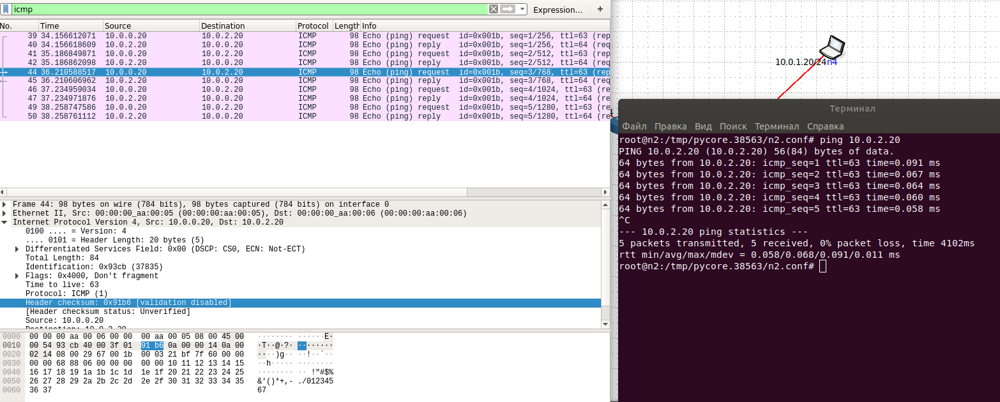 icmp
Expression... +
No. Time Source Destination Protocol Length Info
39 34.156612071 10.0.0.20 10.0.2.20 ICMP 98 Echo (ping) request id=0x001b, seq=1/256, ttl=63 (rep
40 34.156618609 10.0.2.20 10.0.0.20 ICMP 98 Echo (ping) reply id=0x001b, seq=1/256, ttl=64 (req
41 35.186849871 10.0.0.20 10.0.2.20 ICMP 98 Echo (ping) request id=0x001b, seq=2/512, ttl=63 (rep
42 35.186862098 10.0.2.20 10.0.0.20 ICMP 98 Echo (ping) reply id=0x001b, seq=2/512, ttl=64 (req
44 36.210588517 10.0.0.20 10.0.2.20 ICMP 98 Echo (ping) request id=0x001b, seq=3/768, ttl=63 (rep
45 36.210606962 10.0.2.20 10.0.0.20 ICMP 98 Echo (ping) reply id=0x001b, seq=3/768, ttl=64 (req
46 37.234959034 10.0.0.20 10.0.2.20 ICMP 98 Echo (ping) request id=0x001b, seq=4/1024, ttl=63 (re
47 37.234971876 10.0.2.20 10.0.0.20 ICMP 98 Echo (ping) reply id=0x001b, seq=4/1024, ttl=64 (re
49 38.258747586 10.0.0.20 10.0.2.20 ICMP 98 Echo (ping) request id=0x001b, seq=5/1280, ttl=63 (re
50 38.258761112 10.0.2.20 10.0.0.20 ICMP 98 Echo (ping) reply id=0x001b, seq=5/1280, ttl=64 (re
Frame 44: 98 bytes on wire (784 bits), 98 bytes captured (784 bits) on interface 0
Ethernet II, Src: 00:00:00_aa:00:05 (00:00:00:aa:00:05), Dst: 00:00:00_aa:00:06 (00:00:00:aa:00:06)
Internet Protocol Version 4, Src: 10.0.0.20, Dst: 10.0.2.20
0100 .... = Version: 4
.... 0101 = Header Length: 20 bytes (5)
Differentiated Services Field: 0x00 (DSCP: CS0, ECN: Not-ECT)
Total Length: 84
Identification: 0x93cb (37835)
Flags: 0x4000, Don't fragment
Time to live: 63
Protocol: ICMP (1)
Header checksum: 0x91b6 [validation disabled]
[Header checksum status: Unverified]
Source: 10.0.0.20
Destination: 10.0.2.20
0000 00 00 00 aa 00 06 00 00 00 aa 00 05 08 00 45 00 ········ ······E·
0010 00 54 93 cb 40 00 3f 01 91 b6 0a 00 00 14 0a 00 ·T··@·?· ········
0020 02 14 08 00 29 67 00 1b 00 03 21 bf 7f 60 00 00 ····)g·· ··!··`··
0030 00 00 68 88 06 00 00 00 00 00 10 11 12 13 14 15 ··h····· ········
0040 16 17 18 19 1a 1b 1c 1d 1e 1f 20 21 22 23 24 25 ········ ·· !"#$%
0050 26 27 28 29 2a 2b 2c 2d 2e 2f 30 31 32 33 34 35 &'()*+,- ./012345
0060 36 37 67
10.0.1.20/24n4
1
Терминал
Файл Правка Вид Поиск Терминал Справка
root@n2:/tmp/pycore.38563/n2.conf# ping 10.0.2.20
PING 10.0.2.20 (10.0.2.20) 56(84) bytes of data.
64 bytes from 10.0.2.20: icmp_seq=1 ttl=63 time=0.091 ms
64 bytes from 10.0.2.20: icmp_seq=2 ttl=63 time=0.067 ms
64 bytes from 10.0.2.20: icmp_seq=3 ttl=63 time=0.064 ms
64 bytes from 10.0.2.20: icmp_seq=4 ttl=63 time=0.060 ms
64 bytes from 10.0.2.20: icmp_seq=5 ttl=63 time=0.058 ms
^C
--- 10.0.2.20 ping statistics ---
5 packets transmitted, 5 received, 0% packet loss, time 4102ms
rtt min/avg/max/mdev = 0.058/0.068/0.091/0.011 ms
root@n2:/tmp/pycore.38563/n2.conf#